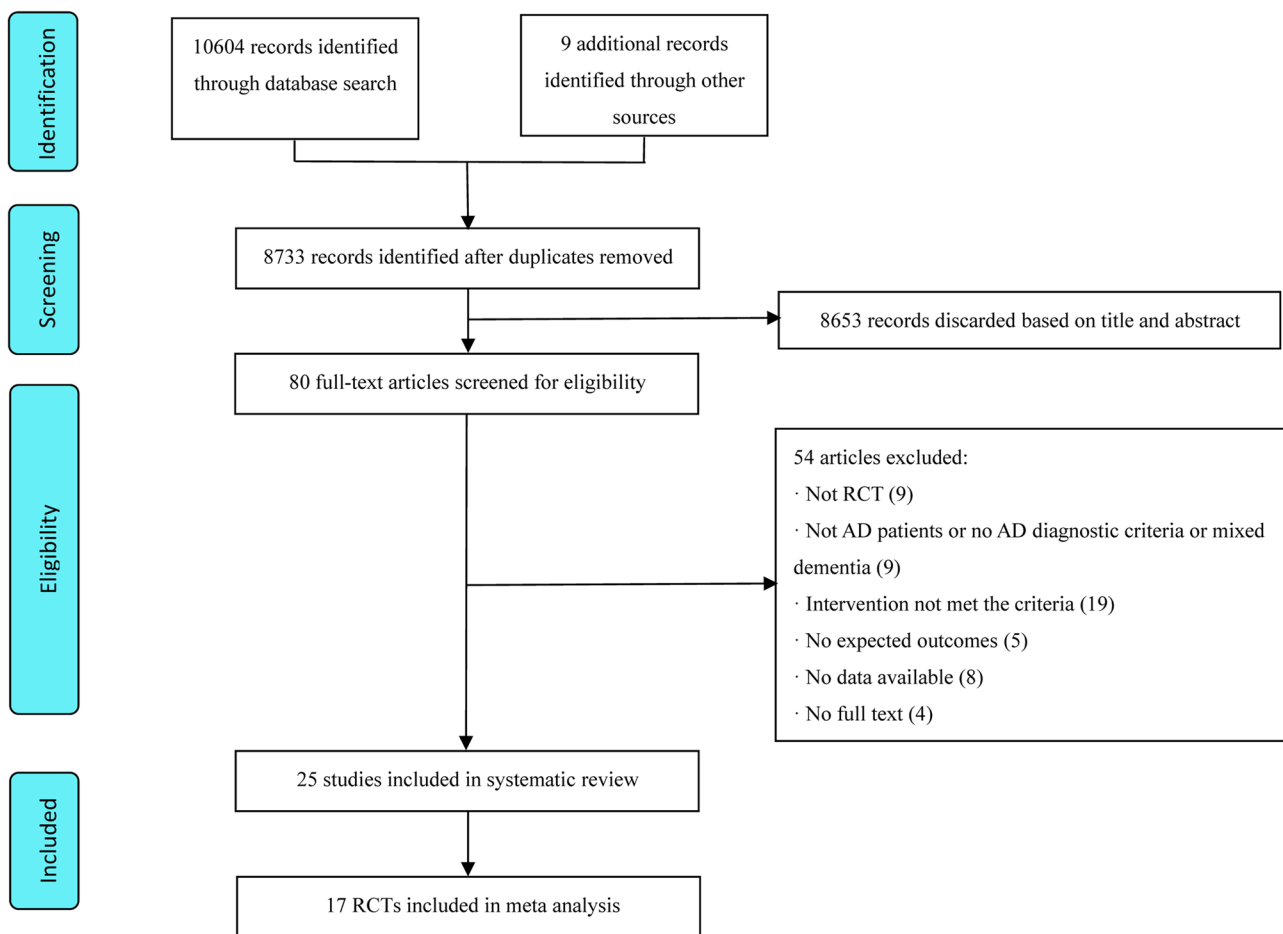 Identification
10604 records identified
through database search
9 additional records
identified through other
sources
Screening
8733 records identified after duplicates removed
8653 records discarded based on title and abstract
80 full-text articles screened for eligibility
Eligibility
54 articles excluded:
· Not RCT (9)
· Not AD patients or no AD diagnostic criteria or mixed
dementia (9)
· Intervention not met the criteria (19)
· No expected outcomes (5)
· No data available (8)
· No full text (4)
Included
25 studies included in systematic review
17 RCTs included in meta analysis